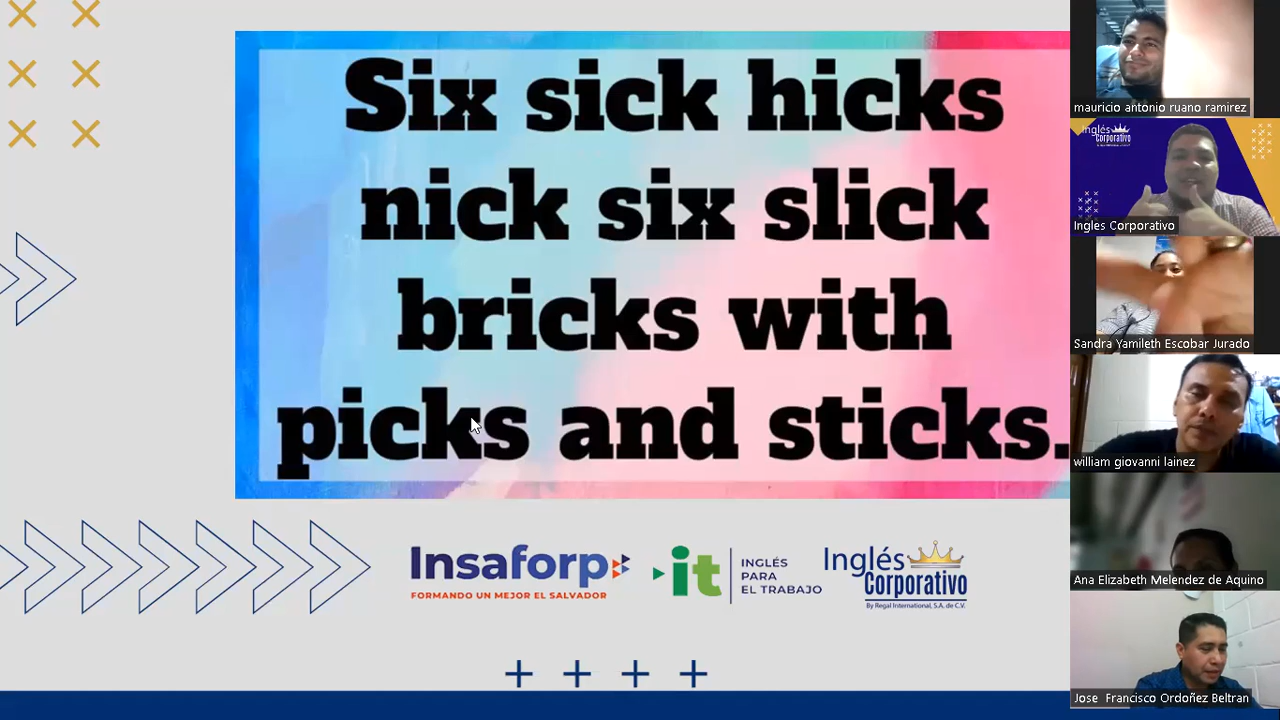 Six sick hicks
nick six slick
bricks with
picks and sticks.
Insaforp
FORMANDO UN MEJOR EL SALVADOR
it
INGLÉS
PARA
EL TRABAJO
Inglés
Corporativo
By Regal International, S.A. de C.V.
mauricio antonio ruano ramirez
Inglés
Corporativo
Ingles Corporativo
Sandra Yamileth Escobar Jurado
william giovanni lainez
Ana Elizabeth Melendez de Aquino
Jose Francisco Ordoñez Beltran